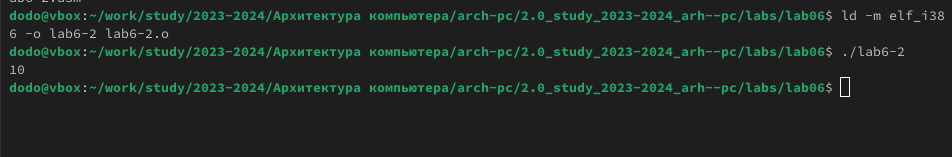 dodo@vbox:~/work/study/2023-2024/Архитектура компьютера/arch-pc/2.0_study_2023-2024_arh--pc/labs/lab06$ ld -m elf_i38
6 -o lab6-2 lab6-2.o
dodo@vbox:~/work/study/2023-2024/Архитектура компьютера/arch-pc/2.0_study_2023-2024_arh--pc/labs/lab06$ ./lab6-2
10
dodo@vbox:~/work/study/2023-2024/Архитектура компьютера/arch-pc/2.0_study_2023-2024_arh--pc/labs/lab06$